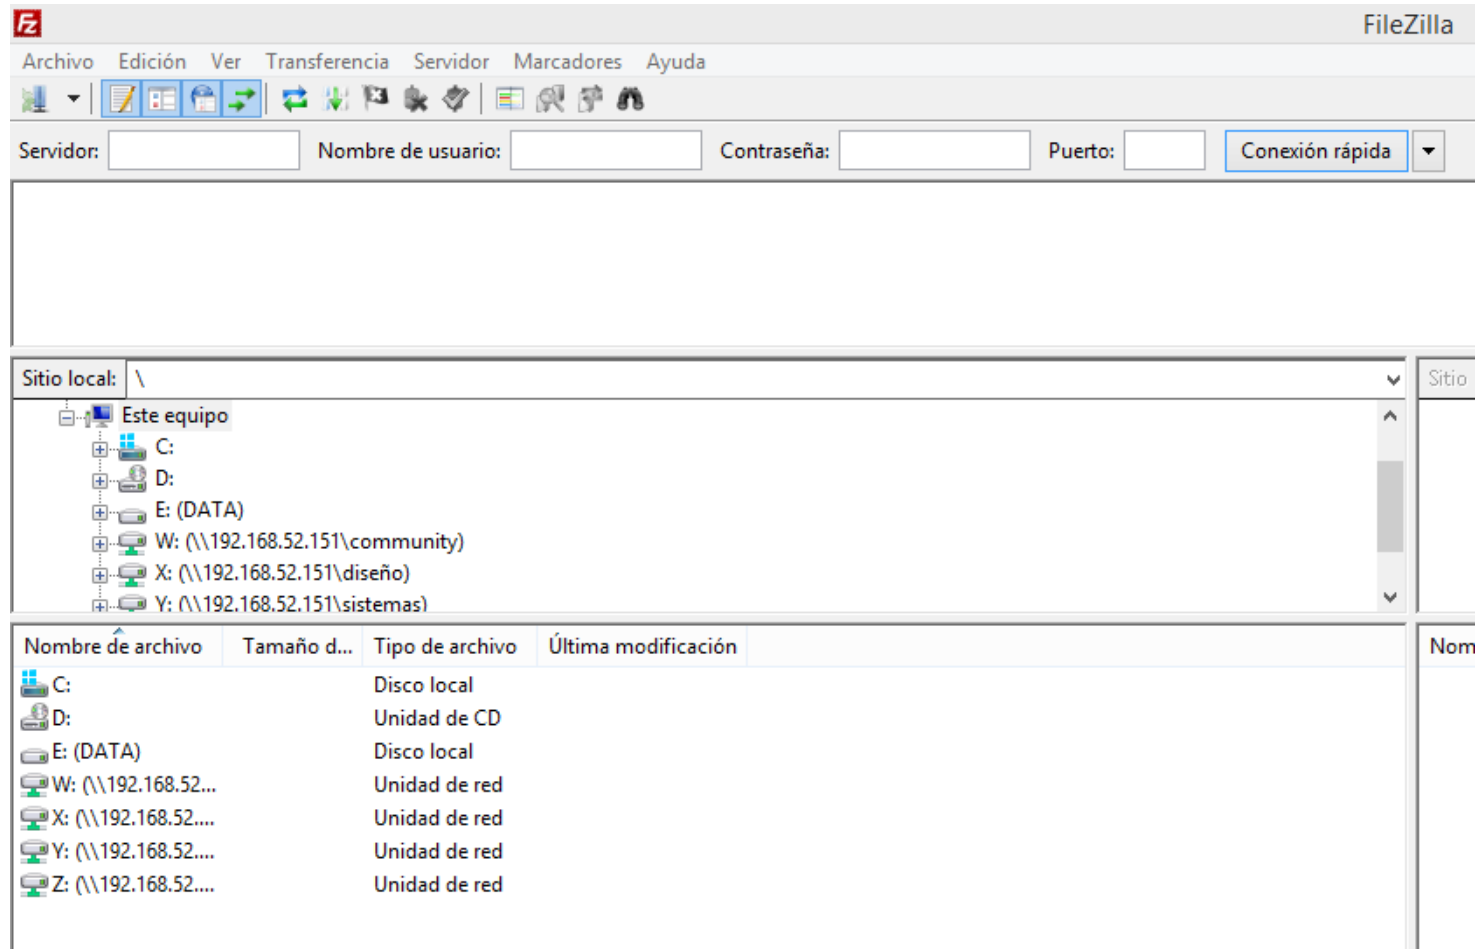 FileZilla
Archivo Edición Ver Transferencia Servidor Marcadores Ayuda
Servidor: Nombre de usuario: Contraseña: Puerto: Conexión rápida
Sitio local: \ Sitio
Este equipo
C:
D:
E: (DATA)
W: (\\192.168.52.151\community)
X: (\\192.168.52.151\diseño)
Y: (\\192.168.52.151\sistemas)
Nombre de archivo Tamaño d... Tipo de archivo Última modificación Nom
C: Disco local
D: Unidad de CD
E: (DATA) Disco local
W: (\\192.168.52... Unidad de red
X: (\\192.168.52.... Unidad de red
Y: (\\192.168.52.... Unidad de red
Z: (\\192.168.52.... Unidad de red